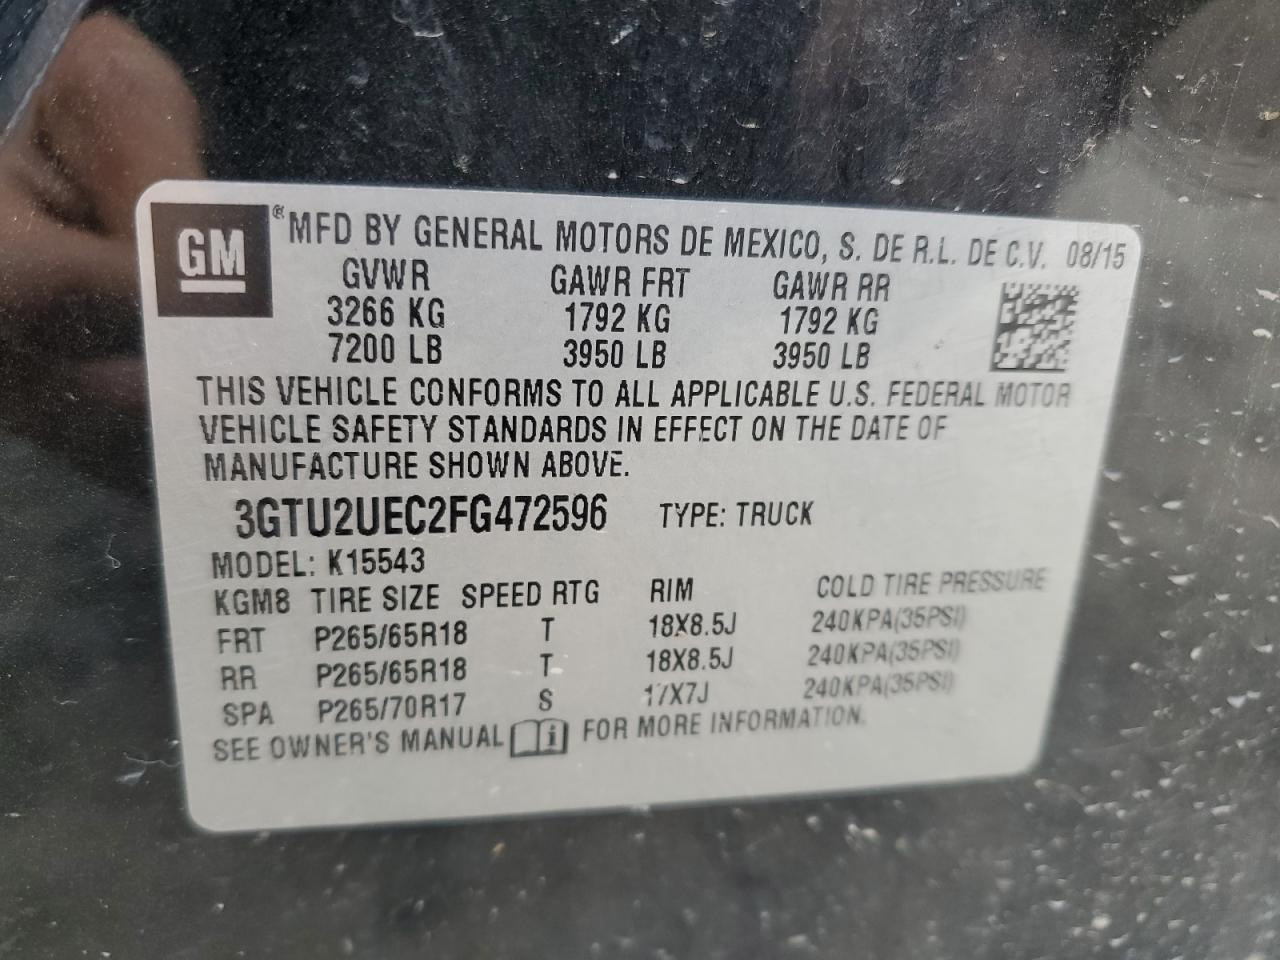 GM
® MFD BY GENERAL MOTORS DE MEXICO, S. DE R.L. DE C.V. 08/15
GVWR GAWR FRT GAWR RR
3266 KG 1792 KG 1792 KG
7200 LB 3950 LB 3950 LB
THIS VEHICLE CONFORMS TO ALL APPLICABLE U.S. FEDERAL MOTOR
VEHICLE SAFETY STANDARDS IN EFFECT ON THE DATE OF
MANUFACTURE SHOWN ABOVE.
3GTU2UEC2FG472596 TYPE: TRUCK
MODEL: K15543
KGM8 TIRE SIZE SPEED RTG RIM COLD TIRE PRESSURE
FRT P265/65R18 T 18X8.5J 240KPA(35PSI)
RR P265/65R18 T 18X8.5J 240KPA(35PSI)
SPA P265/70R17 S 17X7J 240KPA(35PSI)
SEE OWNER'S MANUAL i FOR MORE INFORMATION.